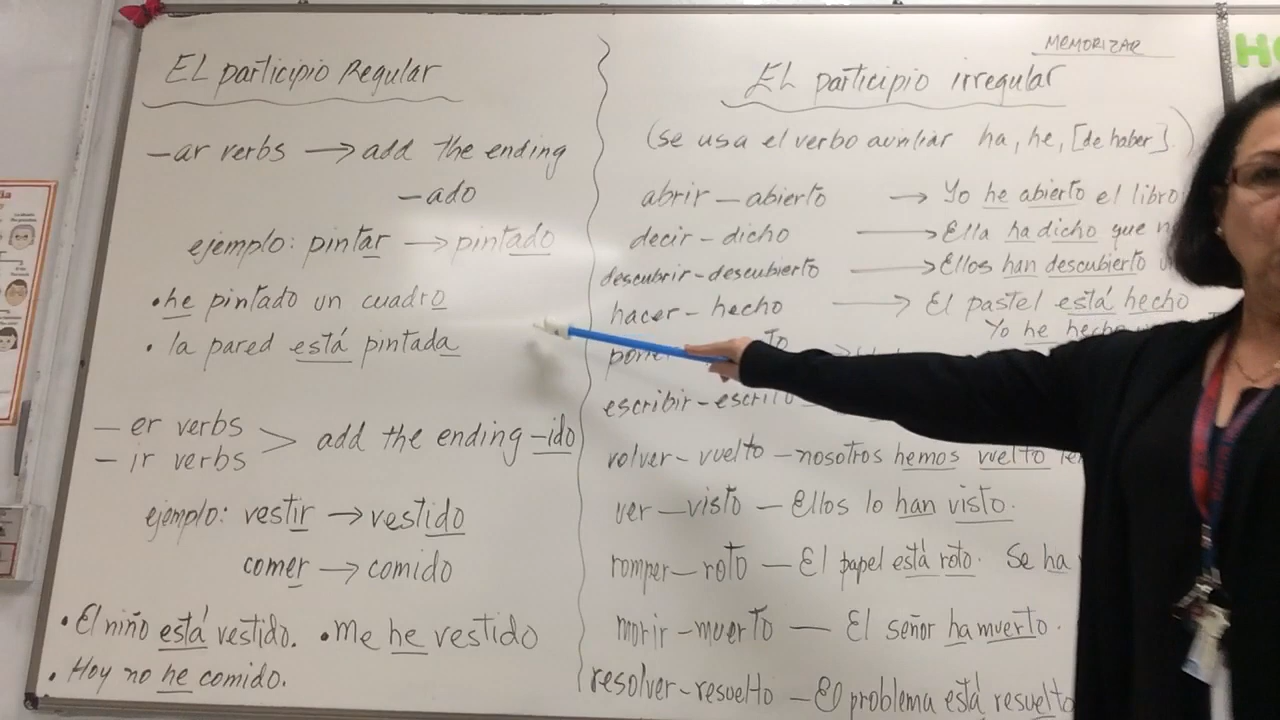 El participio Regular
-ar verbs → add the ending
-ado
ejemplo: pintar → pintado
• he pintado un cuadro
• la pared está pintada
- er verbs
- ir verbs > add the ending -ido
ejemplo: vestir → vestido
comer → comido
• El niño está vestido. • me he vestido
• Hoy no he comido.
MEMORIZAR
El participio irregular
(se usa el verbo auxiliar ha, he, [de haber].)
abrir - abierto → Yo he abierto el libro
decir - dicho → Ella ha dicho que
descubrir - descubierto → Ellos han descubierto
hacer - hecho → El pastel está hecho
Yo he hecho
escribir - escrito
volver - vuelto - nosotros hemos vuelto
ver - visto - Ellos lo han visto.
romper - roto - El papel está roto. Se ha
morir - muerto - El señor ha muerto.
resolver - resuelto - El problema está resuelto